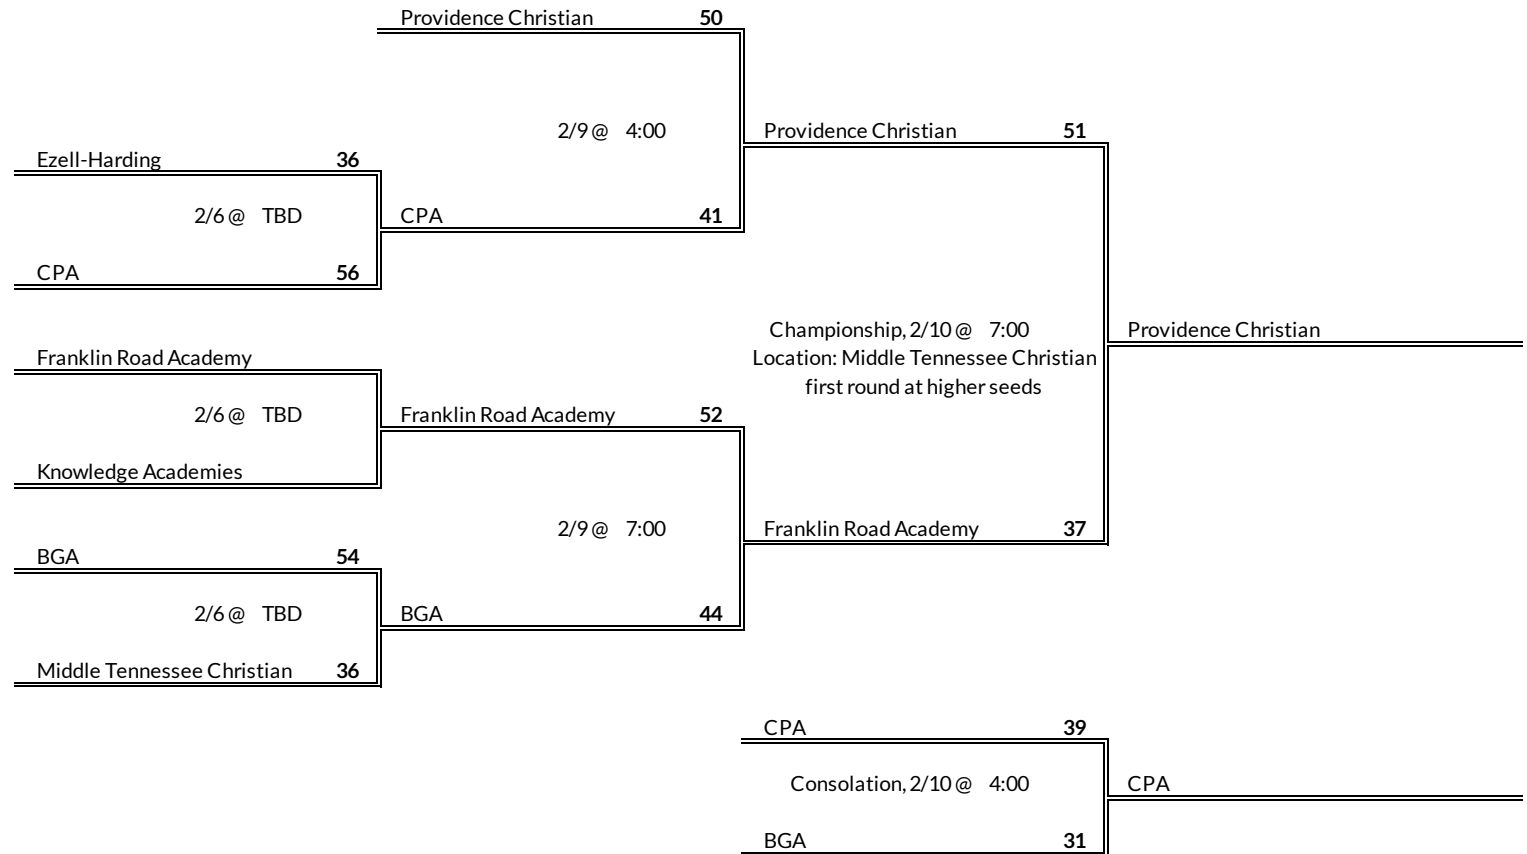 Providence Christian 50
2/9 @ 4:00
Providence Christian 51
Ezell-Harding 36
2/6 @ TBD
CPA 41
CPA 56
Championship, 2/10 @ 7:00
Providence Christian
Location: Middle Tennessee Christian
first round at higher seeds
Franklin Road Academy
2/6 @ TBD
Franklin Road Academy 52
Knowledge Academies
2/9 @ 7:00
Franklin Road Academy 37
BGA 54
2/6 @ TBD
BGA 44
Middle Tennessee Christian 36
CPA 39
Consolation, 2/10 @ 4:00
CPA
BGA 31